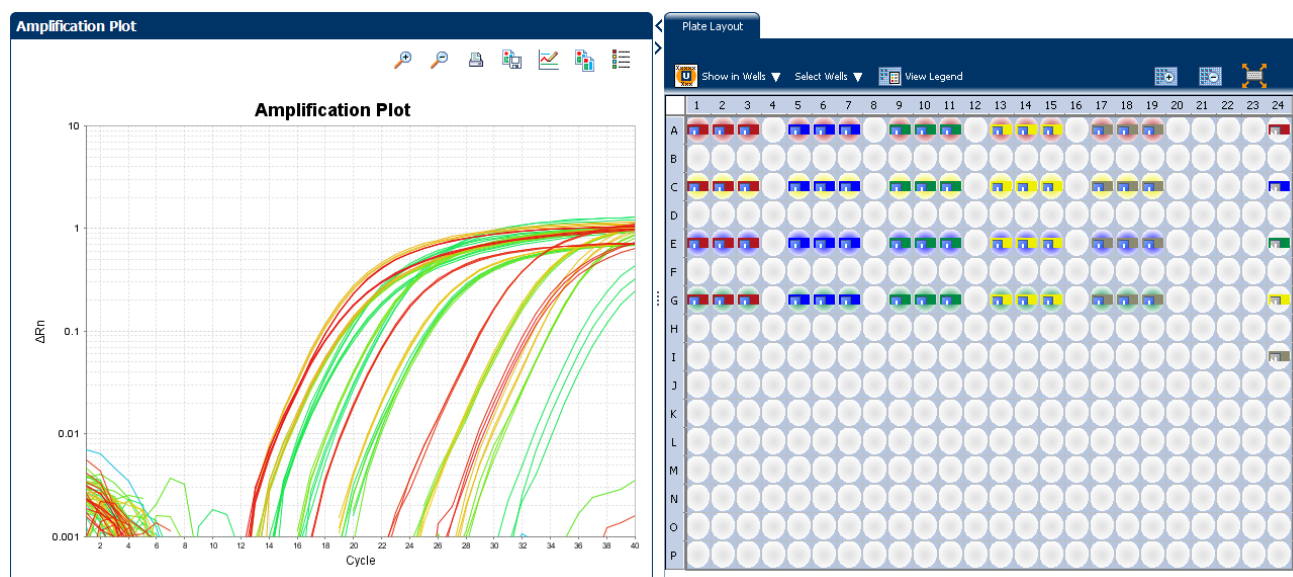 Amplification Plot
Amplification Plot
10
1
0.1
0.01
0.001
ΔRn
2 4 6 8 10 12 14 16 18 20 22 24 26 28 30 32 34 36 38 40
Cycle
Plate Layout
U
Show in Wells ▼ Select Wells ▼ View Legend
1 2 3 4 5 6 7 8 9 10 11 12 13 14 15 16 17 18 19 20 21 22 23 24
A
B
C
D
E
F
G
H
I
J
K
L
M
N
O
P